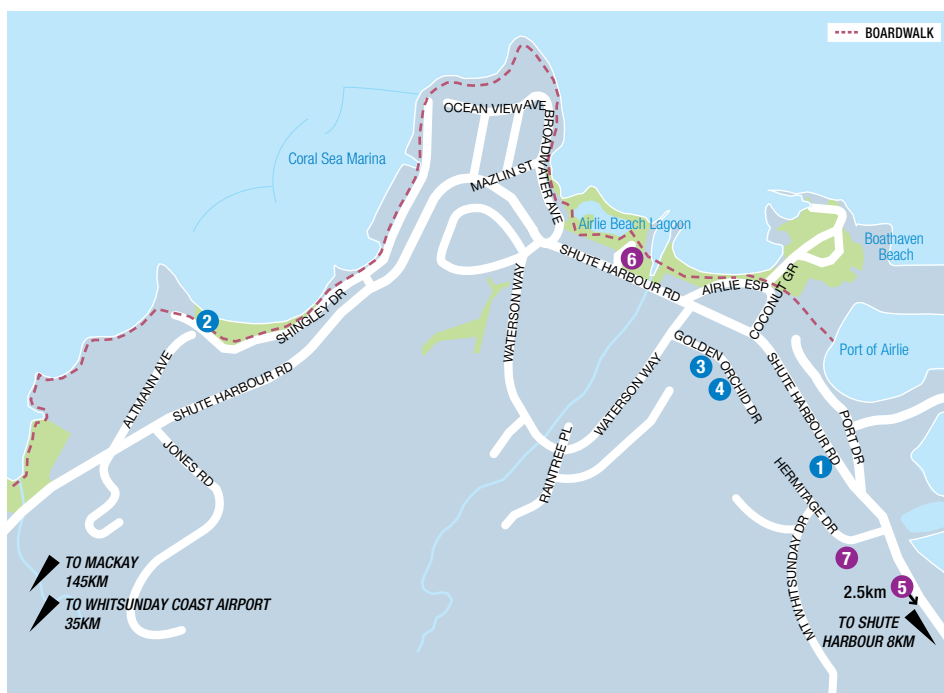 BOARDWALK
OCEAN VIEW AVE
BROADWATER AVE
Coral Sea Marina
MAZLIN ST
Airlie Beach Lagoon
Boathaven
Beach
6
SHUTE HARBOUR RD
AIRLIE ESP
COCONUT GR
2
SHINGLEY DR
WATERSON WAY
Port of Airlie
GOLDEN ORCHID DR
3
4
ALTMANN AVE
SHUTE HARBOUR RD
WATERSON WAY
SHUTE HARBOUR RD
PORT DR
JONES RD
RAINTREE PL
1
HERMITAGE DR
MT WHITSUNDAY DR
7
TO MACKAY
145KM
TO WHITSUNDAY COAST AIRPORT
35KM
2.5km
5
TO SHUTE
HARBOUR 8KM